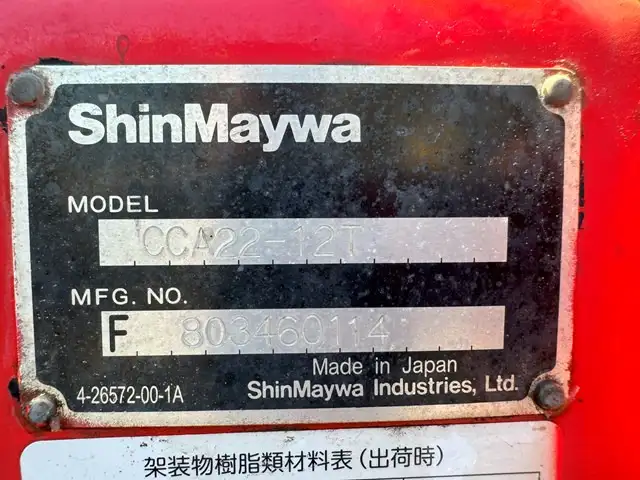 ShinMaywa
MODEL
CCA22-12T
MFG. NO.
F 803460114
Made in Japan
4-26572-00-1A
ShinMaywa Industries, Ltd.
架装物樹脂類材料表(出荷時)